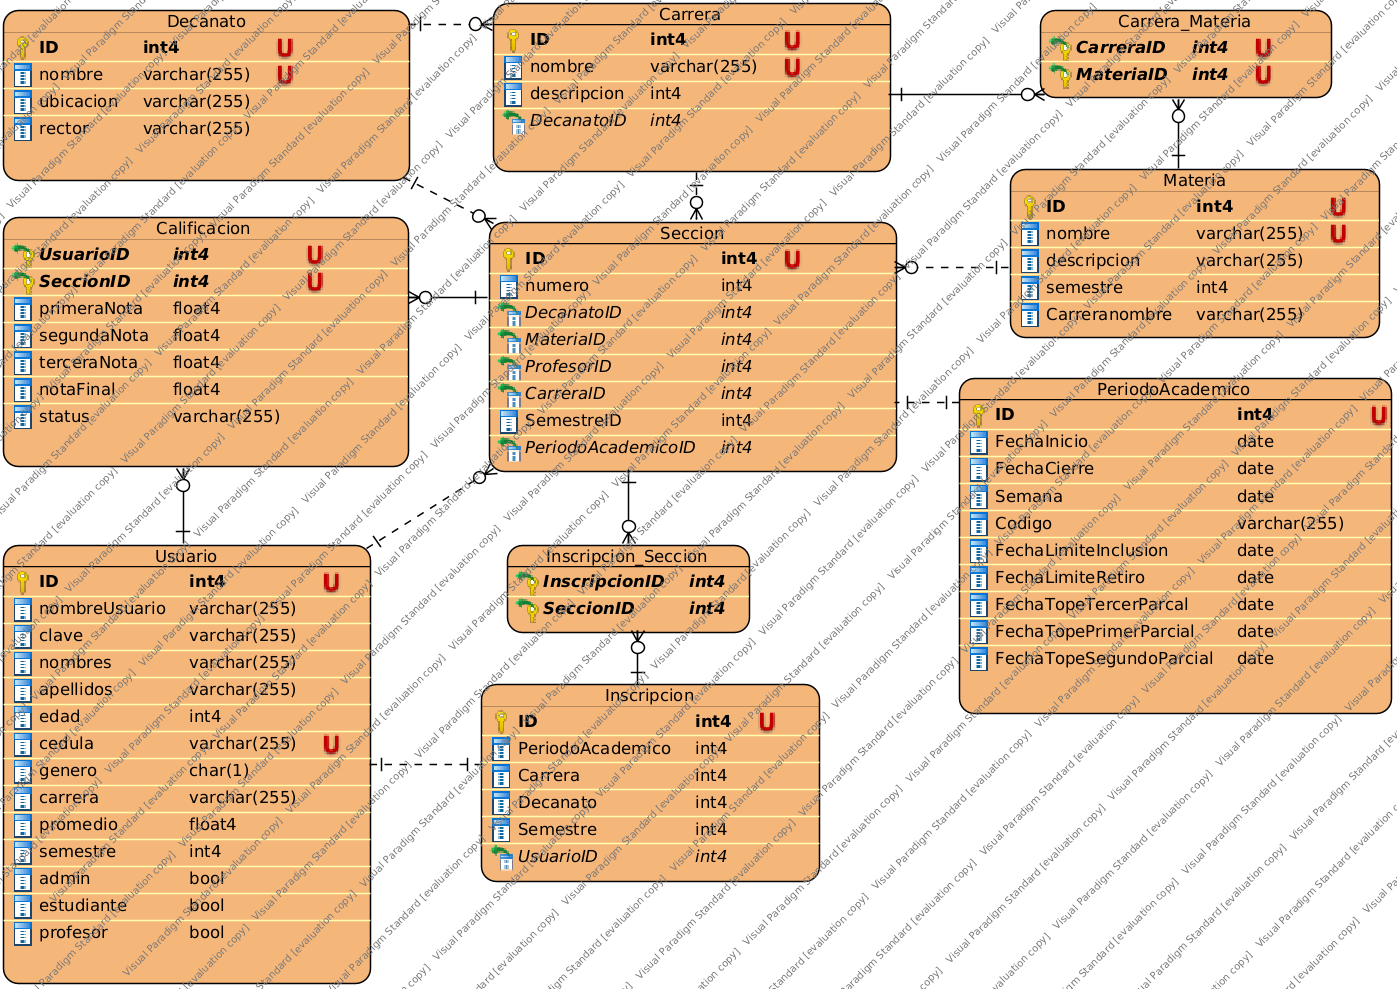 Decanato
ID int4 U
nombre varchar(255) U
ubicacion varchar(255)
rector varchar(255)
Carrera
ID int4 U
nombre varchar(255) U
descripcion int4
DecanatoID int4
Carrera_Materia
CarreraID int4 U
MateriaID int4 U
Materia
ID int4 U
nombre varchar(255) U
descripcion varchar(255)
semestre int4
Carreranombre varchar(255)
Calificacion
UsuarioID int4 U
SeccionID int4 U
primeraNota float4
segundaNota float4
terceraNota float4
notaFinal float4
status varchar(255)
Seccion
ID int4 U
numero int4
DecanatoID int4
MateriaID int4
ProfesorID int4
CarreraID int4
SemestreID int4
PeriodoAcademicoID int4
PeriodoAcademico
ID int4 U
FechaInicio date
FechaCierre date
Semana date
Codigo varchar(255)
FechaLimiteInclusion date
FechaLimiteRetiro date
FechaTopeTercerParcal date
FechaTopePrimerParcial date
FechaTopeSegundoParcial date
Usuario
ID int4 U
nombreUsuario varchar(255)
clave varchar(255)
nombres varchar(255)
apellidos varchar(255)
edad int4
cedula varchar(255) U
genero char(1)
carrera varchar(255)
promedio float4
semestre int4
admin bool
estudiante bool
profesor bool
Inscripcion_Seccion
InscripcionID int4
SeccionID int4
Inscripcion
ID int4 U
PeriodoAcademico int4
Carrera int4
Decanato int4
Semestre int4
UsuarioID int4
Visual Paradigm Standard [evaluation copy]